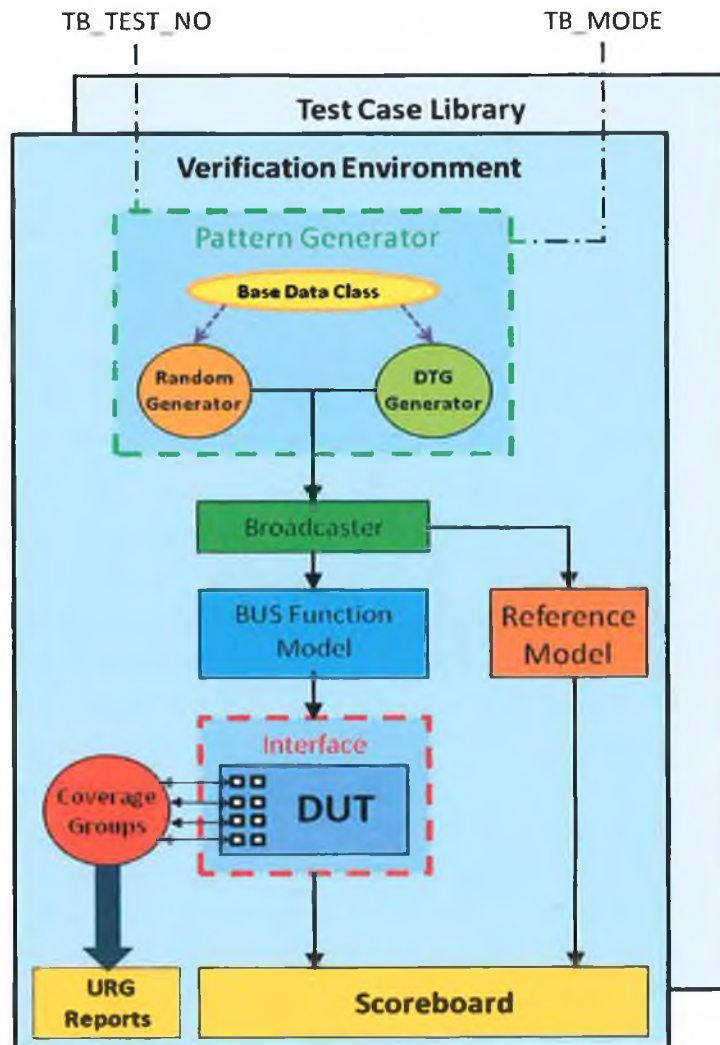 TB_TEST_NO
TB_MODE
Test Case Library
Verification Environment
Pattern Generator
Base Data Class
Random
Generator
DTG
Generator
Broadcaster
BUS Function
Model
Reference
Model
Interface
DUT
Coverage
Groups
URG
Reports
Scoreboard